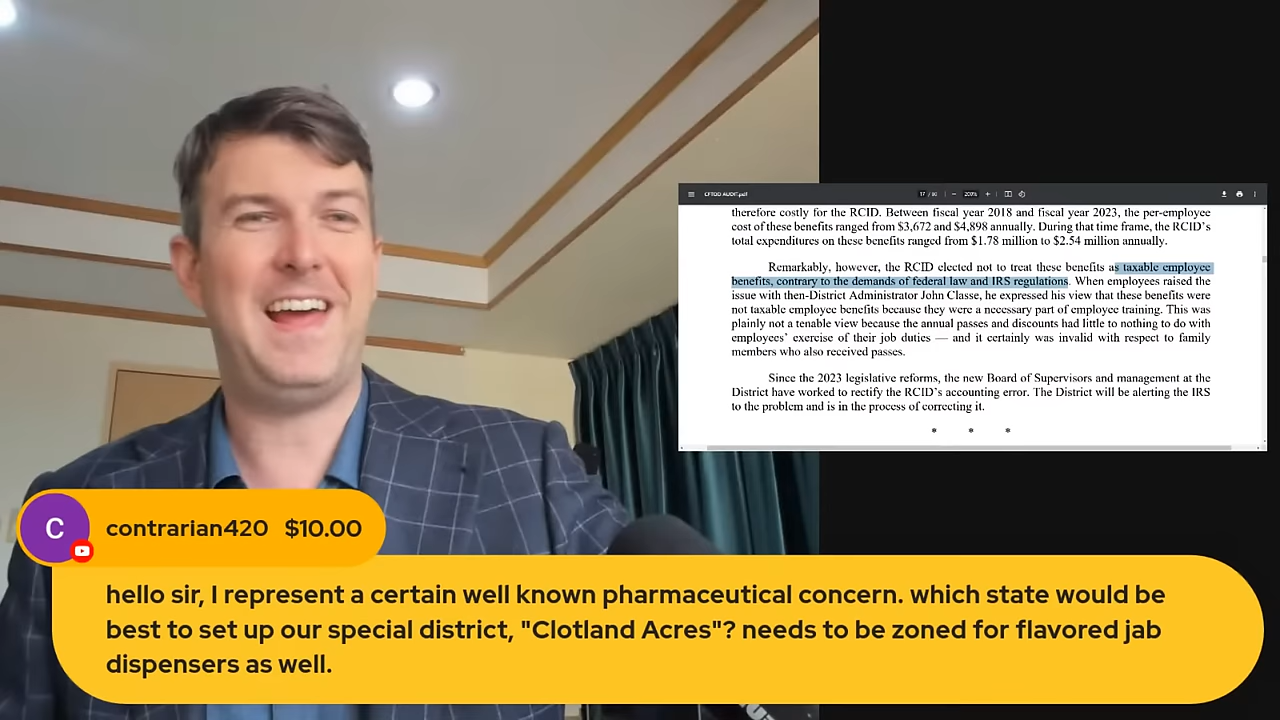 CFTOD AUDIT.pdf
17 / 80
200%
therefore costly for the RCID. Between fiscal year 2018 and fiscal year 2023, the per-employee
cost of these benefits ranged from $3,672 and $4,898 annually. During that time frame, the RCID's
total expenditures on these benefits ranged from $1.78 million to $2.54 million annually.
Remarkably, however, the RCID elected not to treat these benefits as taxable employee
benefits, contrary to the demands of federal law and IRS regulations. When employees raised the
issue with then-District Administrator John Classe, he expressed his view that these benefits were
not taxable employee benefits because they were a necessary part of employee training. This was
plainly not a tenable view because the annual passes and discounts had little to nothing to do with
employees' exercise of their job duties — and it certainly was invalid with respect to family
members who also received passes.
Since the 2023 legislative reforms, the new Board of Supervisors and management at the
District have worked to rectify the RCID's accounting error. The District will be alerting the IRS
to the problem and is in the process of correcting it.
* * *
C
contrarian420 $10.00
hello sir, I represent a certain well known pharmaceutical concern. which state would be
best to set up our special district, "Clotland Acres"? needs to be zoned for flavored jab
dispensers as well.